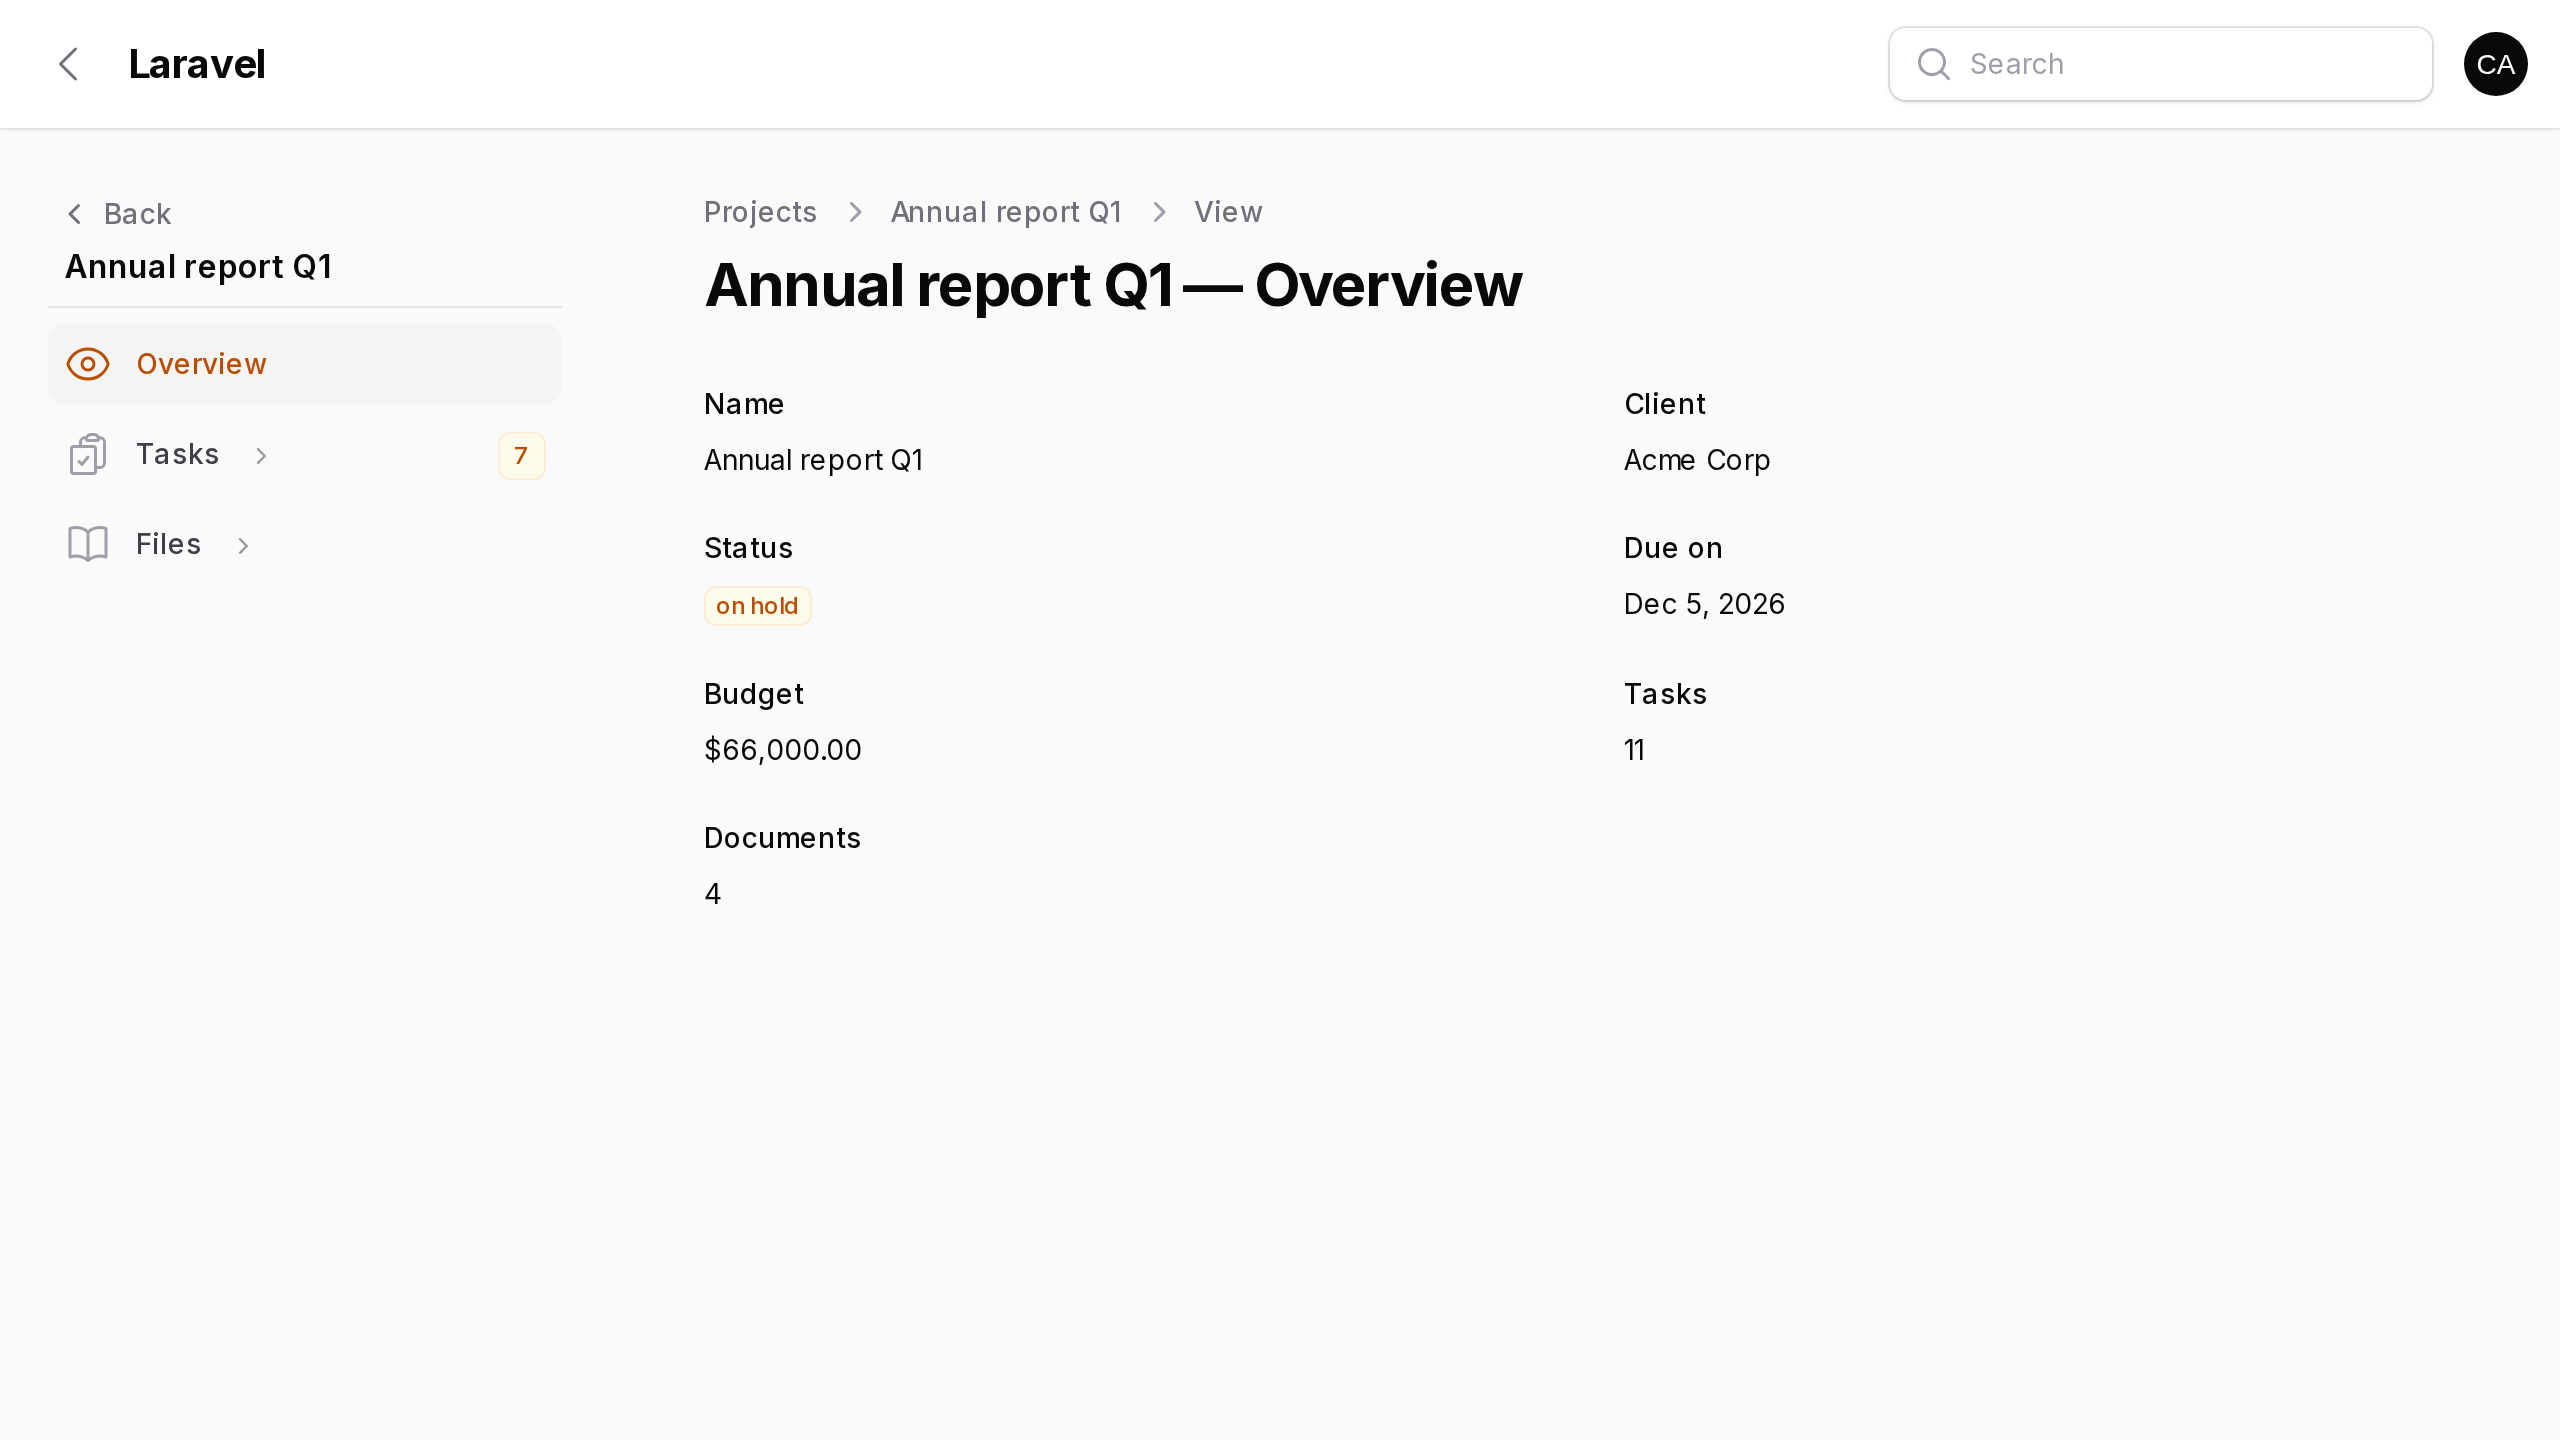 Laravel
Search
CA
Back
Annual report Q1
Overview
Tasks
7
Files
Projects > Annual report Q1 > View
Annual report Q1 — Overview
Name
Annual report Q1
Client
Acme Corp
Status
on hold
Due on
Dec 5, 2026
Budget
$66,000.00
Tasks
11
Documents
4